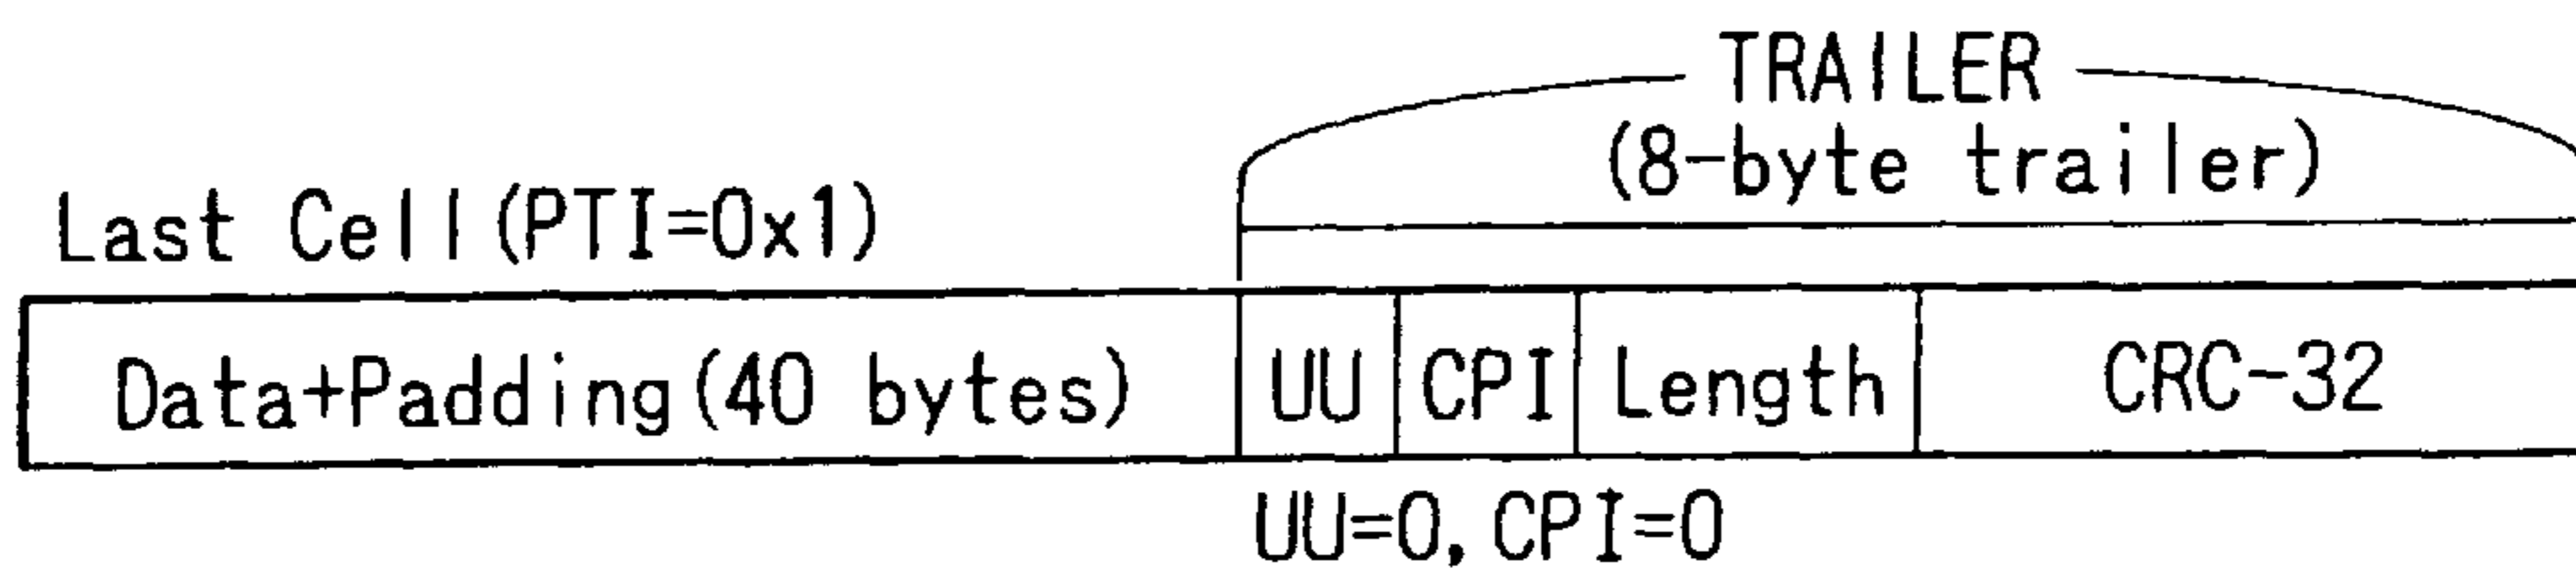 TRAILER
(8-byte trailer)
Last Cell(PTI=0x1)
Data+Padding(40 bytes) UU CPI Length CRC-32
UU=0, CPI=0